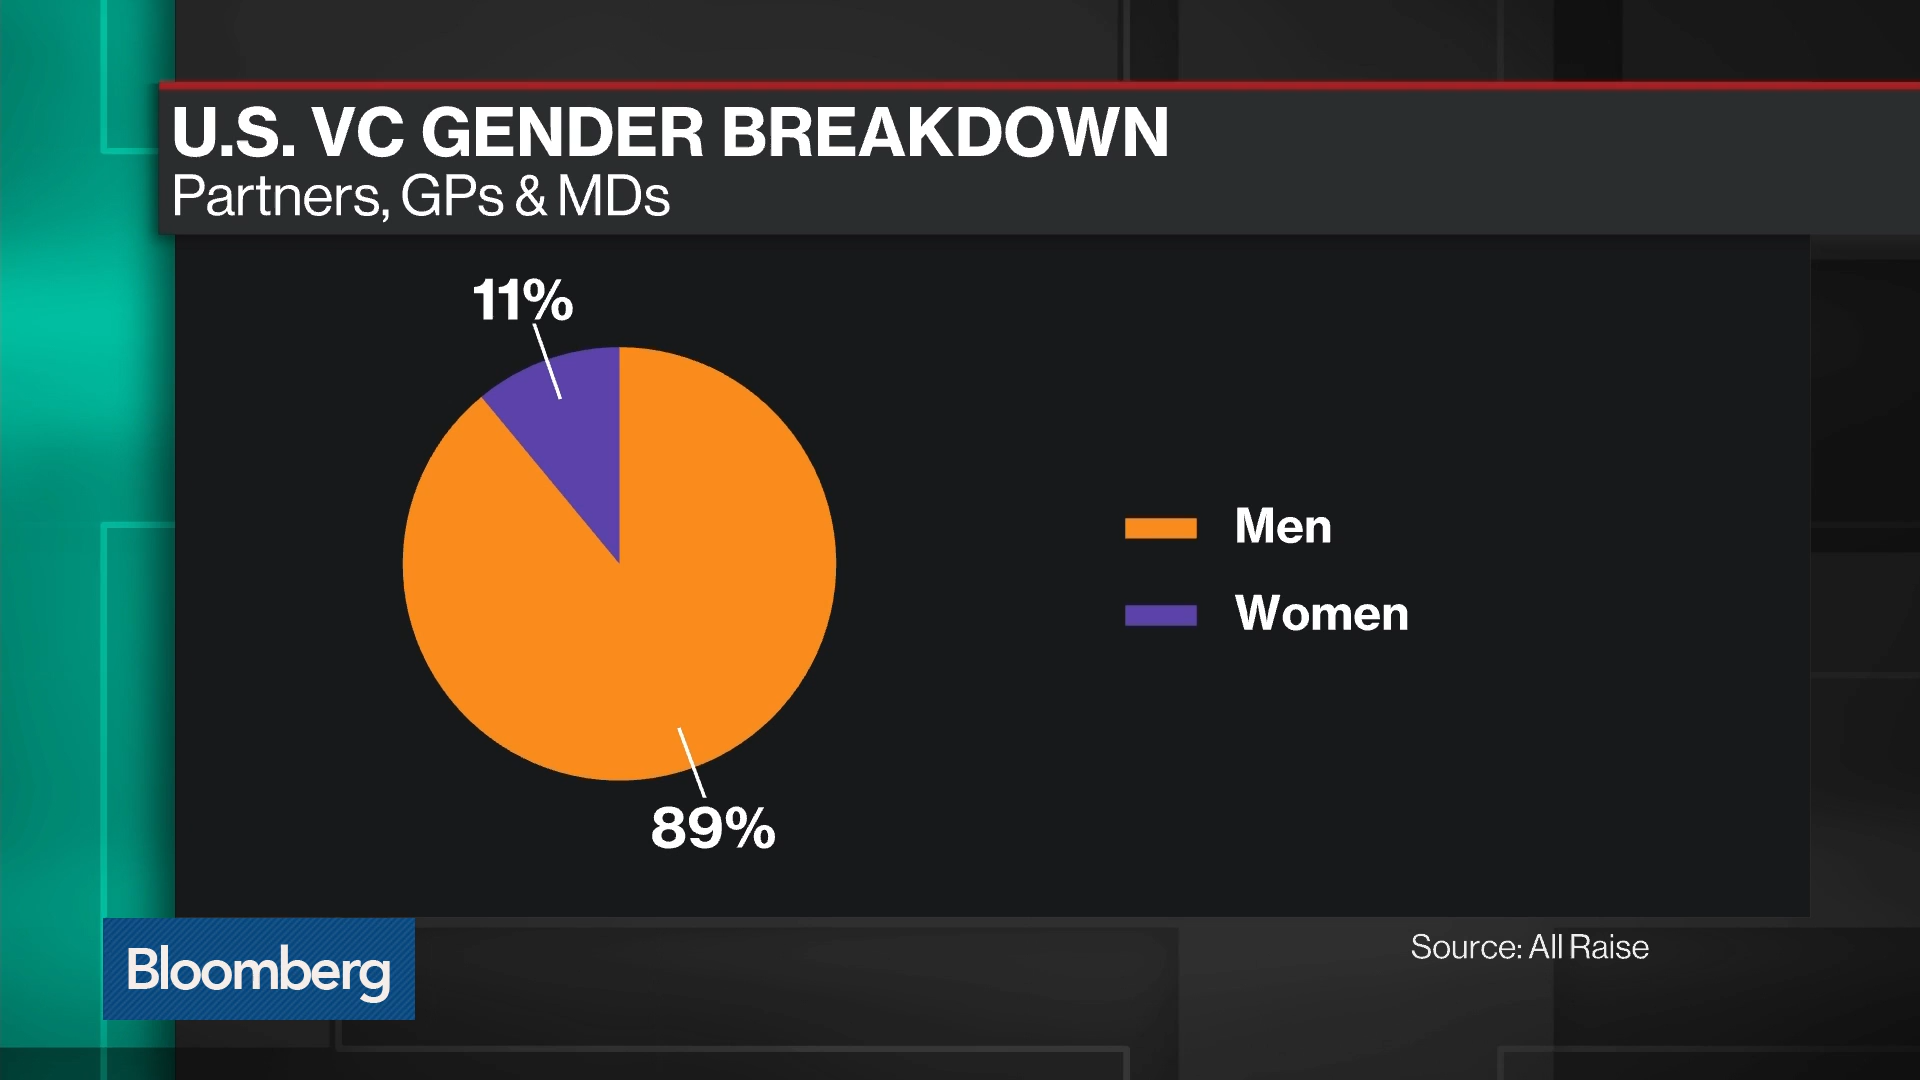 U.S. VC GENDER BREAKDOWN
Partners, GPs & MDs
11%
Men
Women
89%
Source: All Raise
Bloomberg